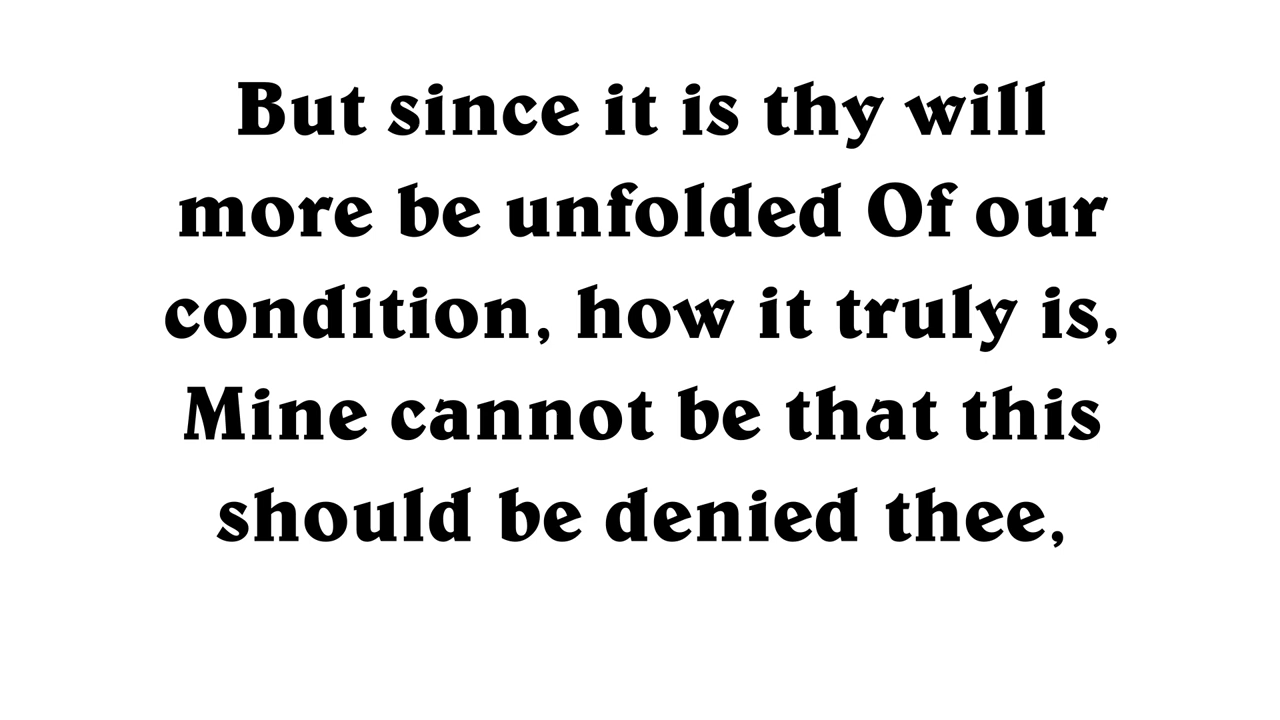 But since it is thy will
more be unfolded Of our
condition, how it truly is,
Mine cannot be that this
should be denied thee,